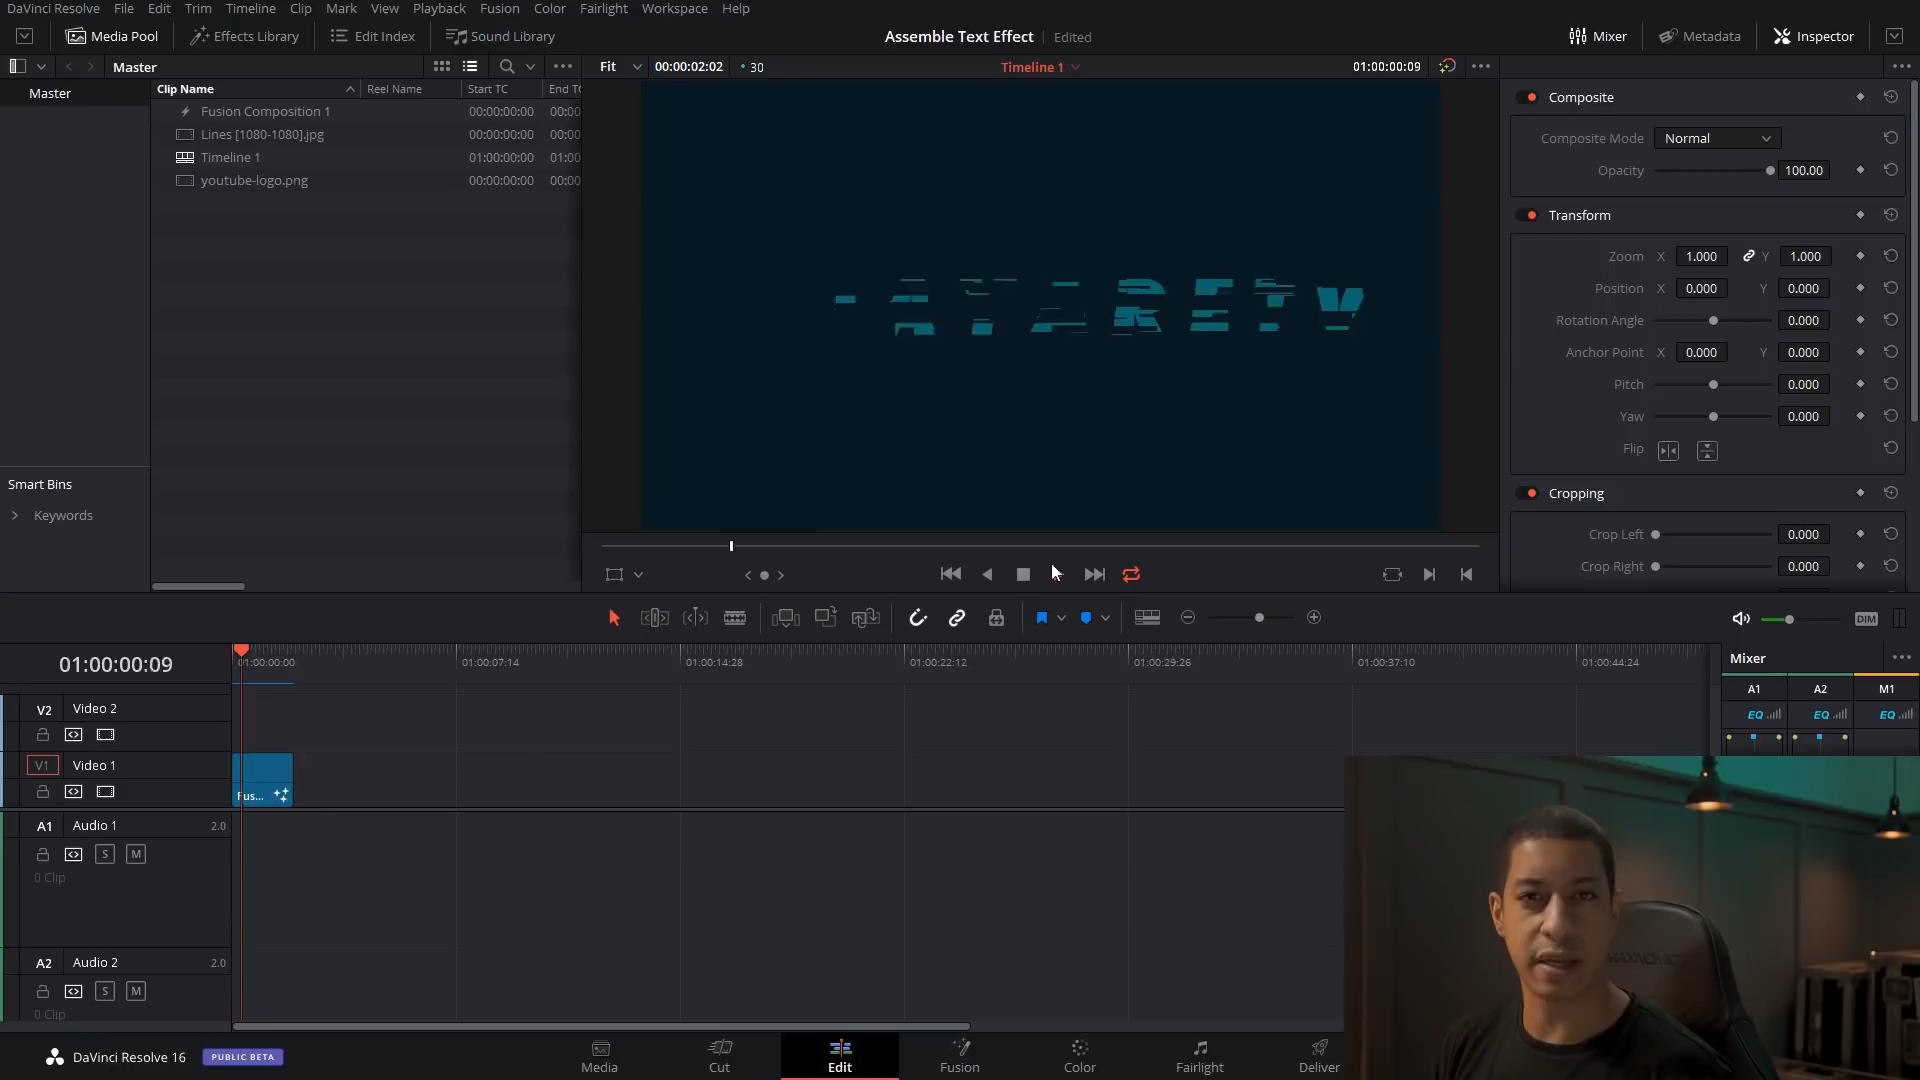 DaVinci Resolve File Edit Trim Timeline Clip Mark View Playback Fusion Color Fairlight Workspace Help
Media Pool Effects Library Edit Index Sound Library Assemble Text Effect Edited Mixer Metadata Inspector
Master Fit 00:00:02:02 30 Timeline 1 01:00:00:09
Master Clip Name Reel Name Start TC End TC
Fusion Composition 1 00:00:00:00 00:00
Lines [1080-1080].jpg 00:00:00:00 00:00
Timeline 1 01:00:00:00 01:00
youtube-logo.png 00:00:00:00 00:00
Smart Bins
Keywords
Composite
Composite Mode Normal
Opacity 100.00
Transform
Zoom X 1.000 Y 1.000
Position X 0.000 Y 0.000
Rotation Angle 0.000
Anchor Point X 0.000 Y 0.000
Pitch 0.000
Yaw 0.000
Flip
Cropping
Crop Left 0.000
Crop Right 0.000
DIM
01:00:00:09 01:00:00:00 01:00:07:14 01:00:14:28 01:00:22:12 01:00:29:26 01:00:37:10 01:00:44:24
Mixer
A1 A2 M1
EQ EQ EQ
V2 Video 2
V1 Video 1
Fus...
A1 Audio 1 2.0
S M
0 Clip
A2 Audio 2 2.0
S M
0 Clip
MAXNOMIC
DaVinci Resolve 16 PUBLIC BETA Media Cut Edit Fusion Color Fairlight Deliver